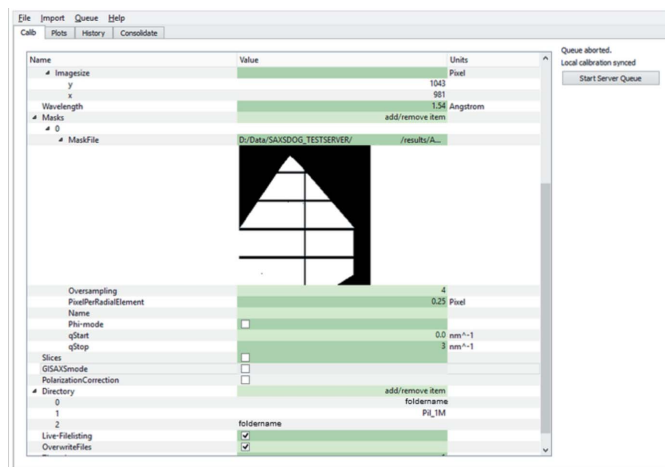 File Import Queue Help
Calib Plots History Consolidate
Queue aborted.
Local calibration synced
Start Server Queue
Name Value Units
Imagesize Pixel
y 1043
x 981
Wavelength 1.54 Angstrom
Masks add/remove item
0
MaskFile D:/Data/SAXSDOG_TESTSERVER/ /results/A...
Oversampling 4
PixelPerRadialElement 0.25 Pixel
Name
Phi-mode
qStart 0.0 nm^-1
qStop 3 nm^-1
Slices
GISAXSmode
PolarizationCorrection
Directory add/remove item
0 foldername
1 Pil_1M
2 foldername
Live-Filelisting
OverwriteFiles